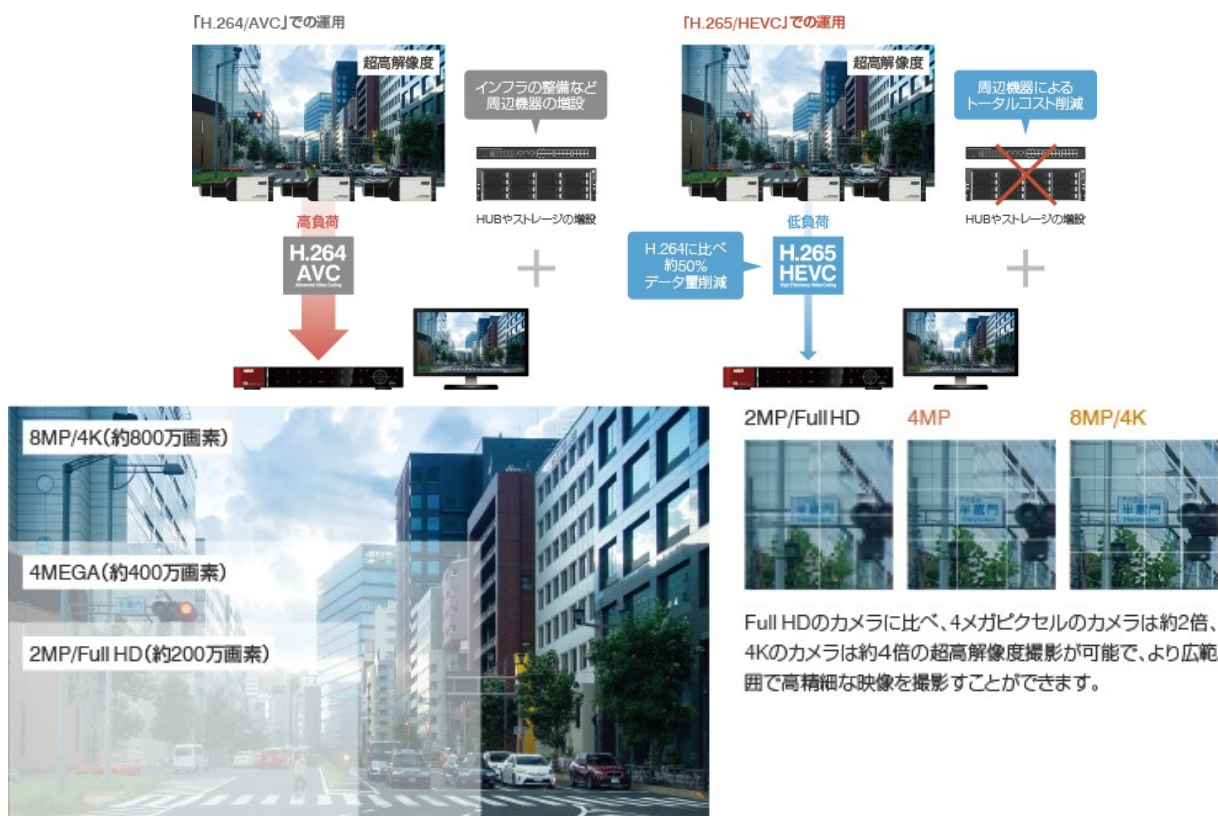 「H.264/AVC」での運用
超高解像度
インフラの整備など
周辺機器の増設
HUBやストレージの増設
高負荷
H.264
AVC
Advanced Video Coding
「H.265/HEVC」での運用
超高解像度
周辺機器による
トータルコスト削減
HUBやストレージの増設
低負荷
H.264に比べ
約50%
データ量削減
H.265
HEVC
High Efficiency Video Coding
8MP/4K(約800万画素)
4MEGA(約400万画素)
2MP/Full HD(約200万画素)
2MP/Full HD
4MP
8MP/4K
半蔵門
半蔵門
半蔵門
Full HDのカメラに比べ、4メガピクセルのカメラは約2倍、
4Kのカメラは約4倍の超高解像度撮影が可能で、より広範
囲で高精細な映像を撮影すことができます。